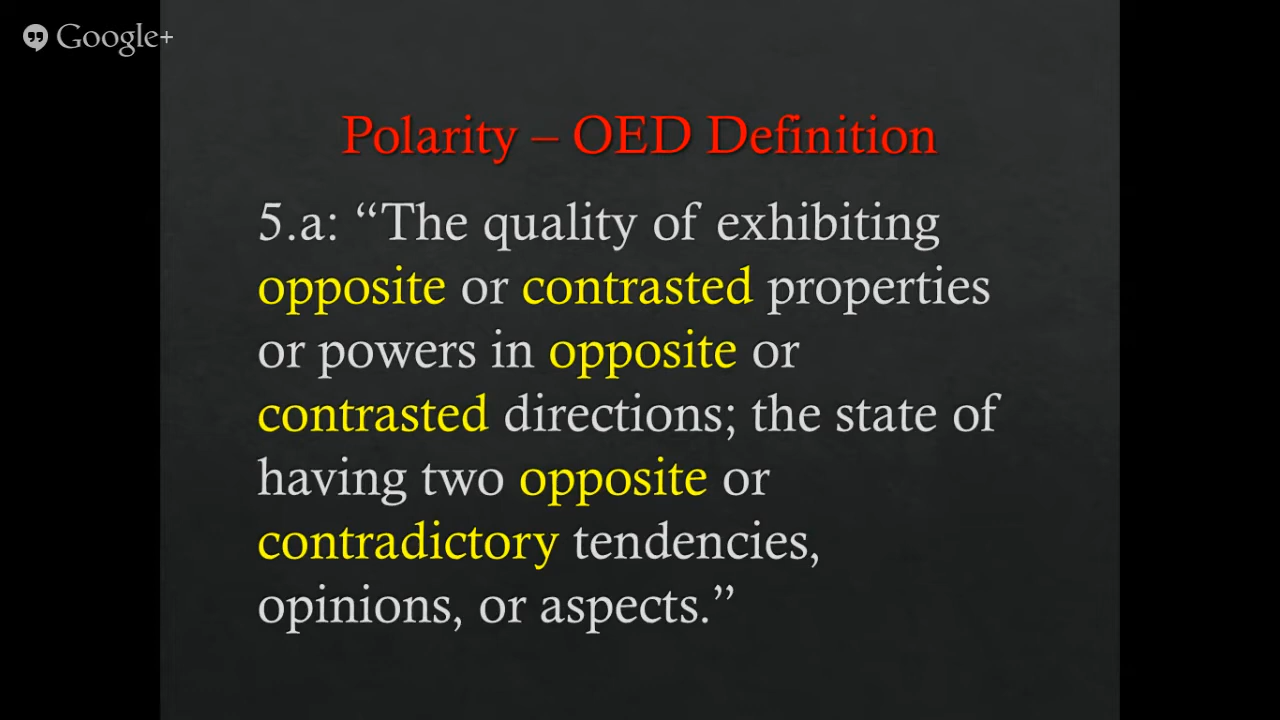 Google+
Polarity – OED Definition
5.a: “The quality of exhibiting
opposite or contrasted properties
or powers in opposite or
contrasted directions; the state of
having two opposite or
contradictory tendencies,
opinions, or aspects.”